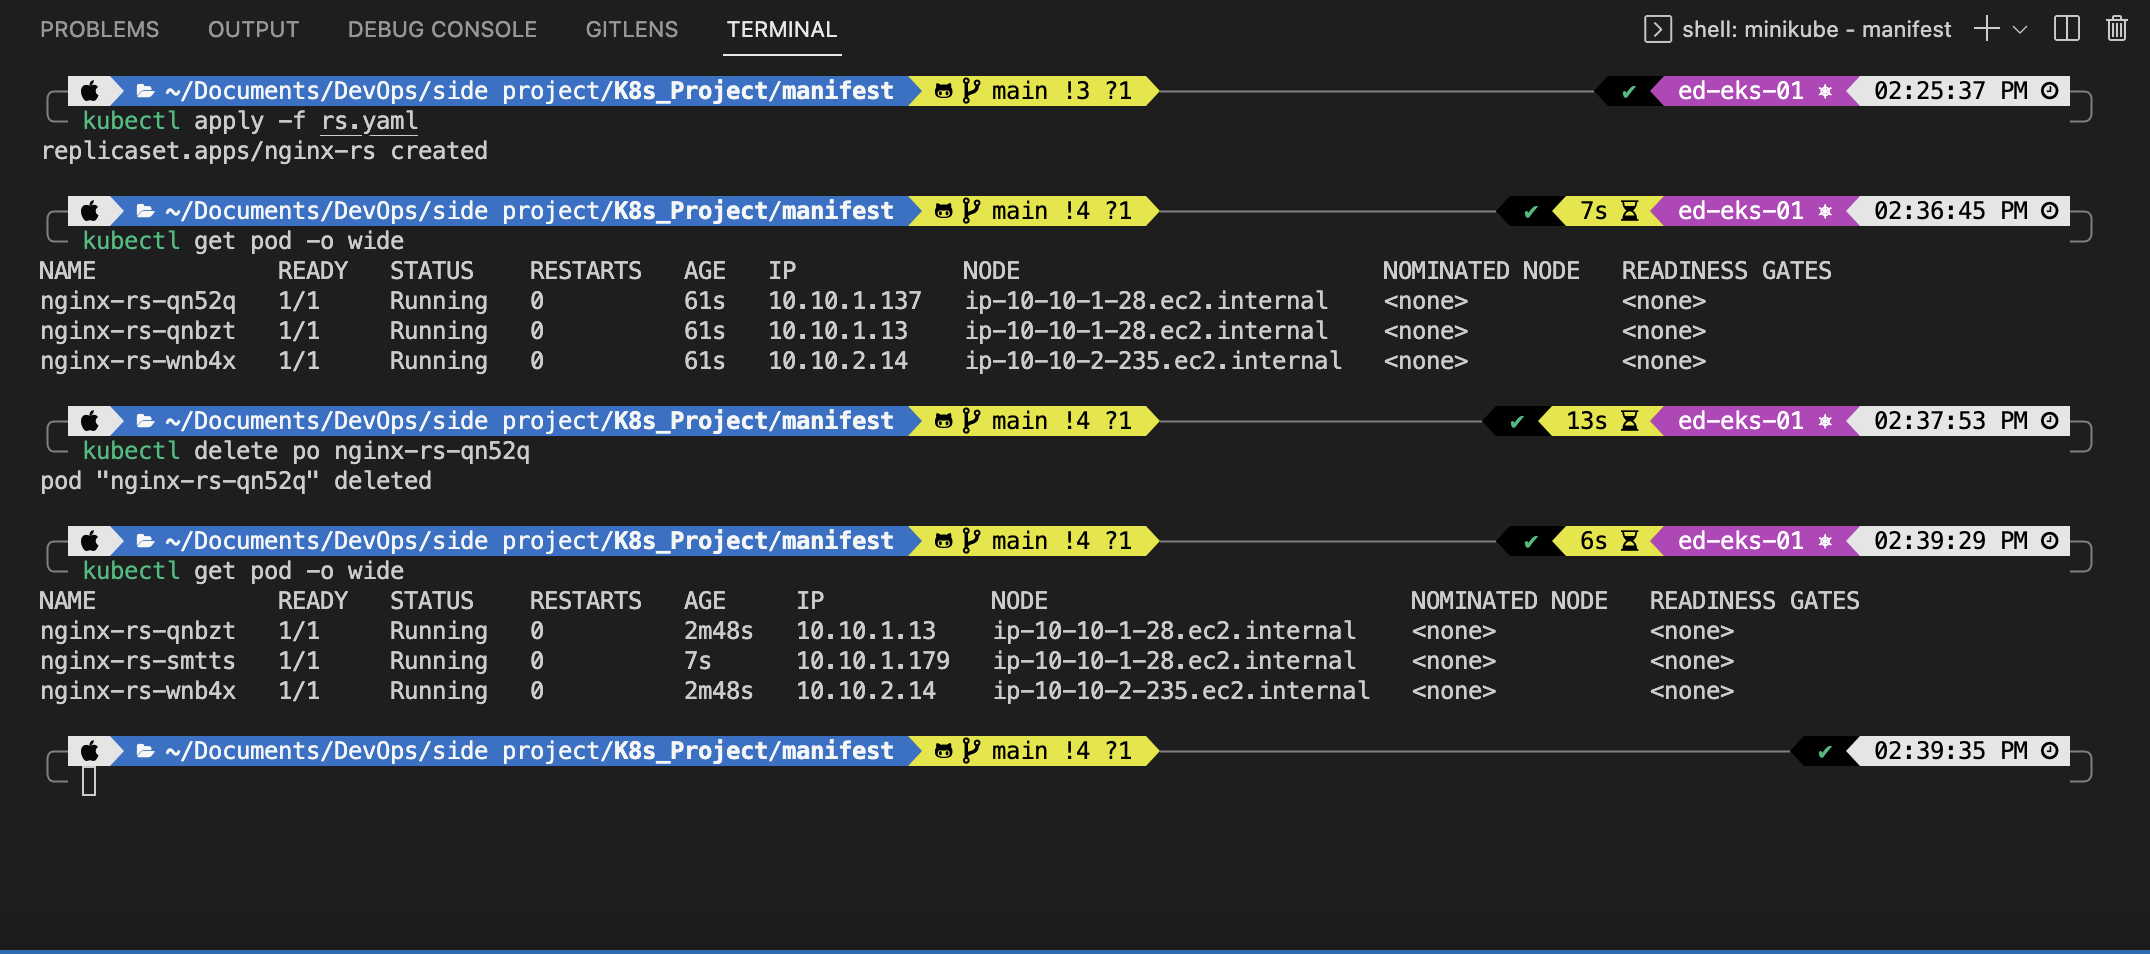 PROBLEMS OUTPUT DEBUG CONSOLE GITLENS TERMINAL shell: minikube - manifest
~/Documents/DevOps/side project/K8s_Project/manifest main !3 ?1 ✔ ed-eks-01 02:25:37 PM
kubectl apply -f rs.yaml
replicaset.apps/nginx-rs created
~/Documents/DevOps/side project/K8s_Project/manifest main !4 ?1 ✔ 7s ed-eks-01 02:36:45 PM
kubectl get pod -o wide
NAME READY STATUS RESTARTS AGE IP NODE NOMINATED NODE READINESS GATES
nginx-rs-qn52q 1/1 Running 0 61s 10.10.1.137 ip-10-10-1-28.ec2.internal <none> <none>
nginx-rs-qnbzt 1/1 Running 0 61s 10.10.1.13 ip-10-10-1-28.ec2.internal <none> <none>
nginx-rs-wnb4x 1/1 Running 0 61s 10.10.2.14 ip-10-10-2-235.ec2.internal <none> <none>
~/Documents/DevOps/side project/K8s_Project/manifest main !4 ?1 ✔ 13s ed-eks-01 02:37:53 PM
kubectl delete po nginx-rs-qn52q
pod "nginx-rs-qn52q" deleted
~/Documents/DevOps/side project/K8s_Project/manifest main !4 ?1 ✔ 6s ed-eks-01 02:39:29 PM
kubectl get pod -o wide
NAME READY STATUS RESTARTS AGE IP NODE NOMINATED NODE READINESS GATES
nginx-rs-qnbzt 1/1 Running 0 2m48s 10.10.1.13 ip-10-10-1-28.ec2.internal <none> <none>
nginx-rs-smtts 1/1 Running 0 7s 10.10.1.179 ip-10-10-1-28.ec2.internal <none> <none>
nginx-rs-wnb4x 1/1 Running 0 2m48s 10.10.2.14 ip-10-10-2-235.ec2.internal <none> <none>
~/Documents/DevOps/side project/K8s_Project/manifest main !4 ?1 ✔ 02:39:35 PM